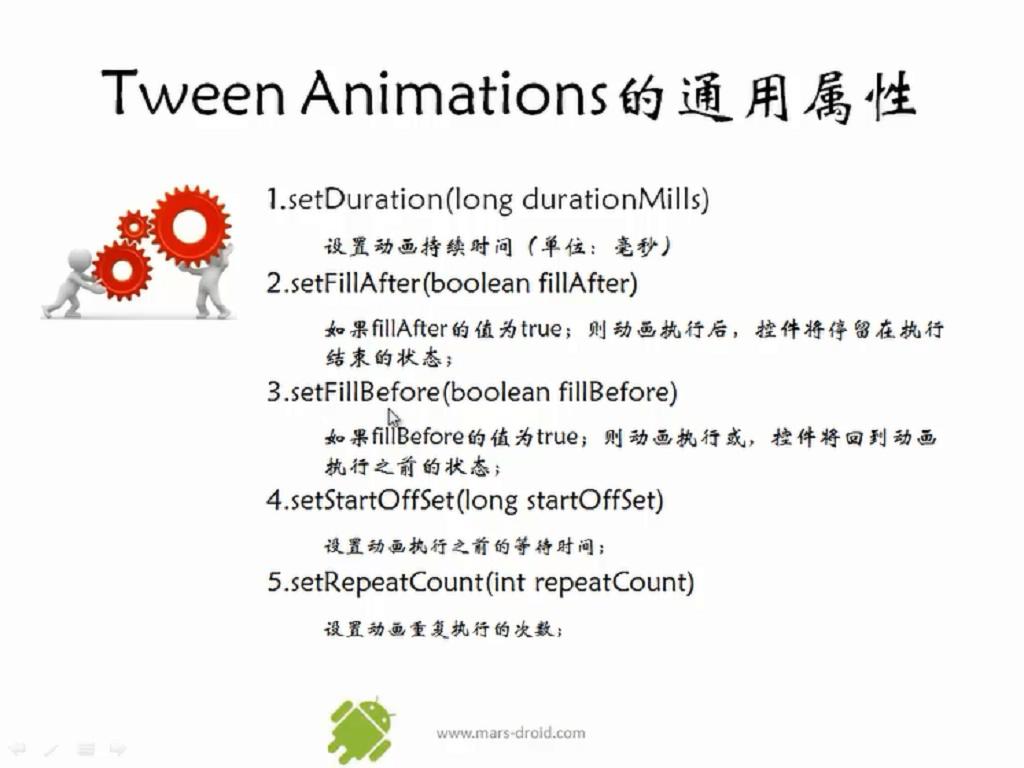 Tween Animations的通用属性
1.setDuration(long durationMills)
设置动画持续时间（单位：毫秒）
2.setFillAfter(boolean fillAfter)
如果fillAfter的值为true；则动画执行后，控件将停留在执行
结束的状态；
3.setFillBefore(boolean fillBefore)
如果fillBefore的值为true；则动画执行或，控件将回到动画
执行之前的状态；
4.setStartOffSet(long startOffSet)
设置动画执行之前的等待时间；
5.setRepeatCount(int repeatCount)
设置动画重复执行的次数；
www.mars-droid.com